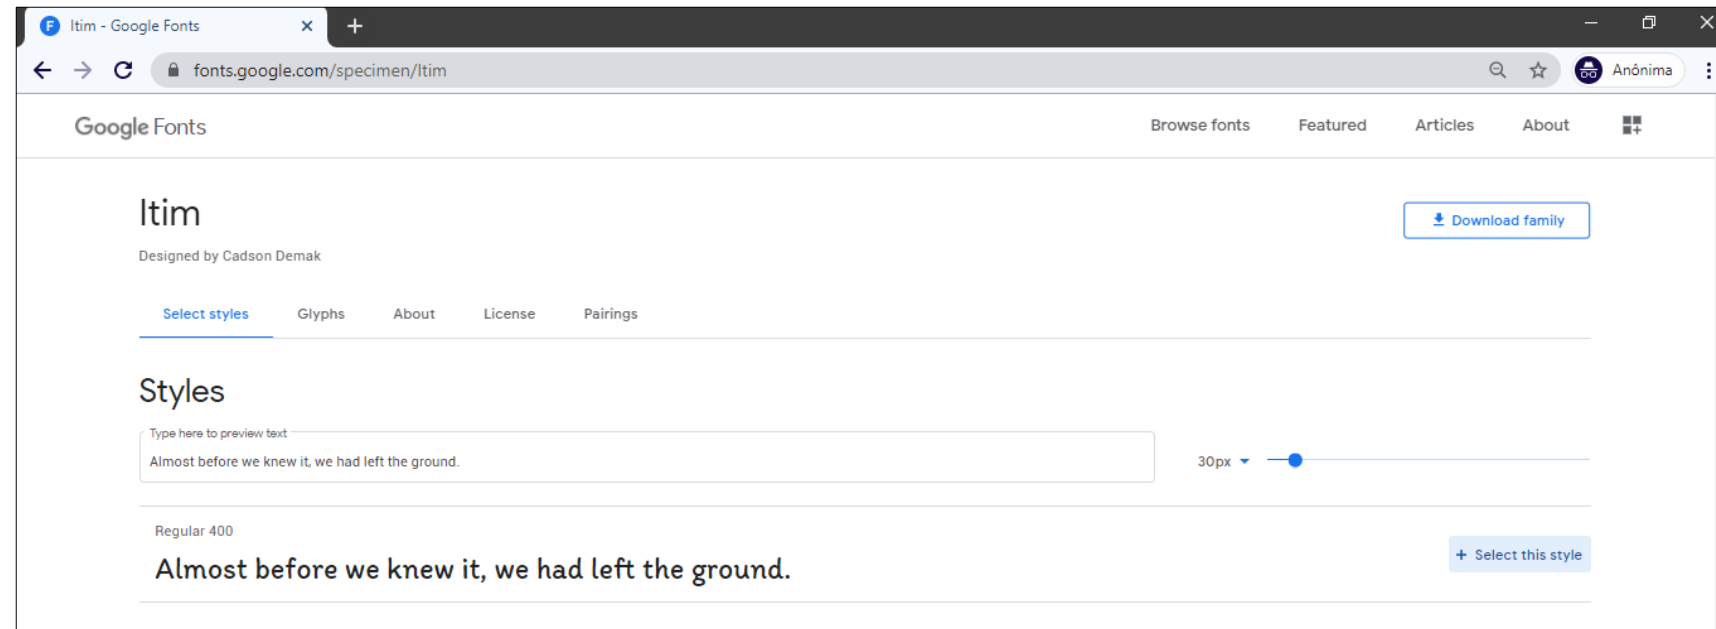 Itim - Google Fonts
fonts.google.com/specimen/Itim
Anônima
Google Fonts
Browse fonts
Featured
Articles
About
Itim
Download family
Designed by Cadson Demak
Select styles
Glyphs
About
License
Pairings
Styles
Type here to preview text
Almost before we knew it, we had left the ground.
30px
Regular 400
Almost before we knew it, we had left the ground.
+ Select this style